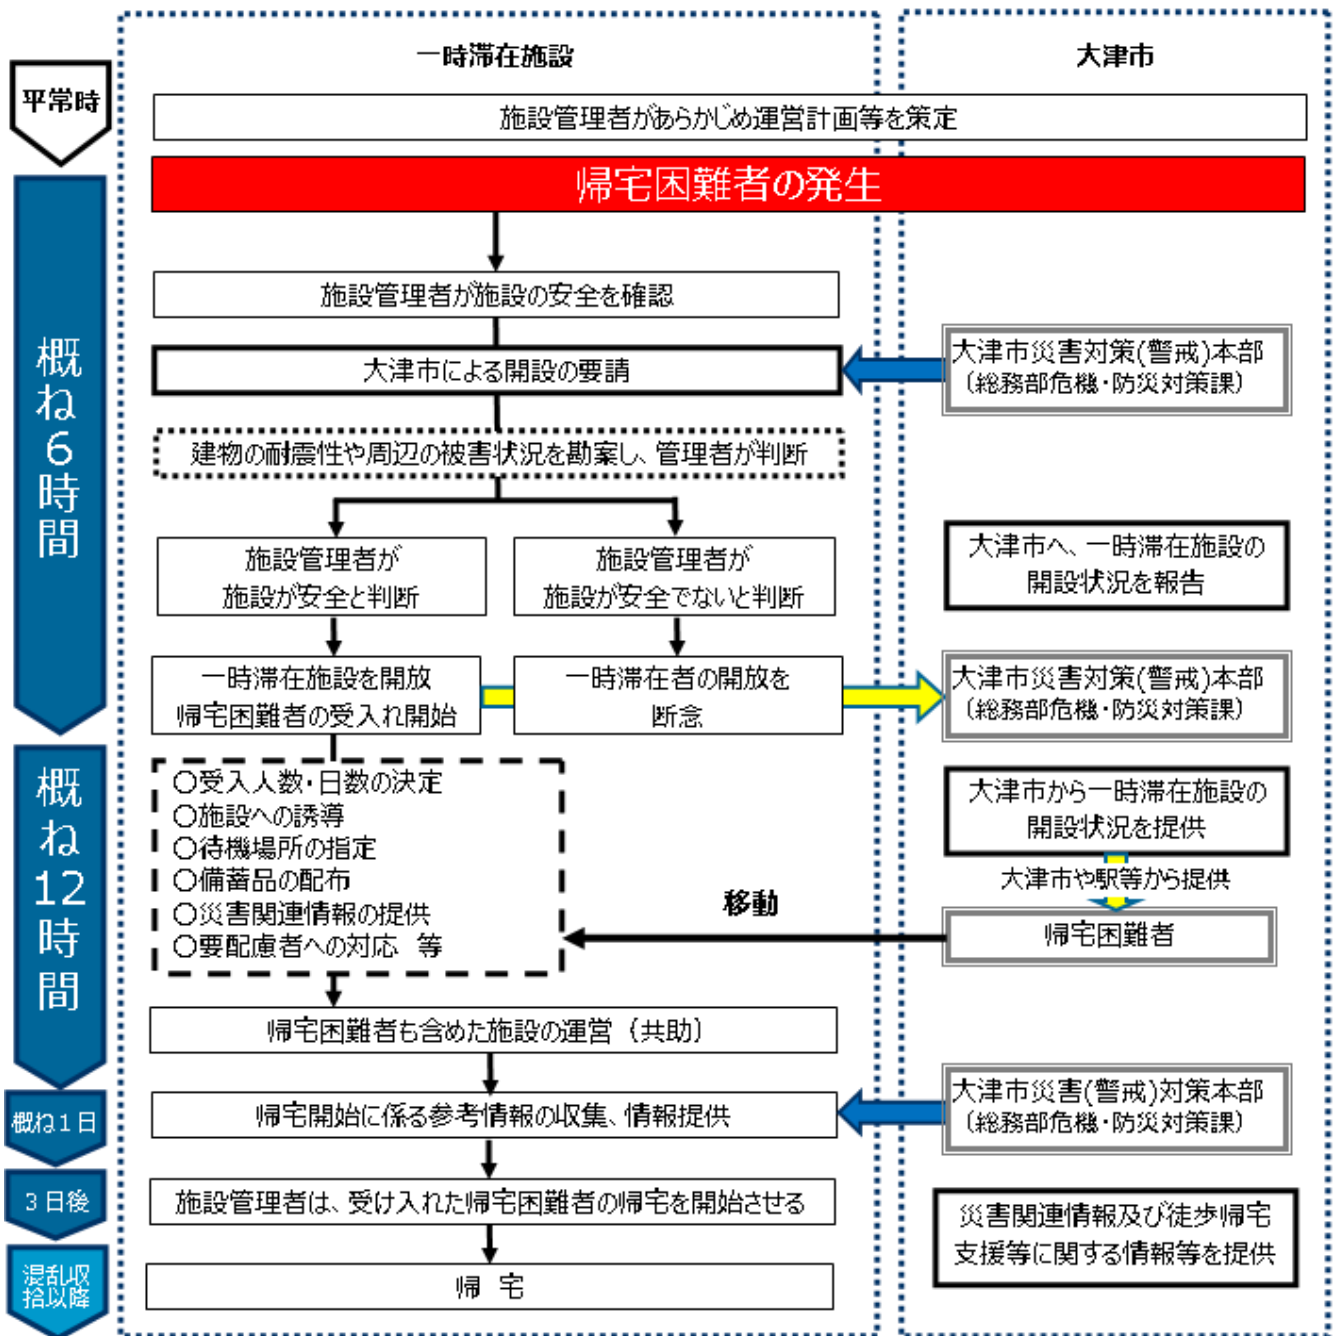 一時滞在施設
大津市
平常時
施設管理者があらかじめ運営計画等を策定
帰宅困難者の発生
概ね6時間
施設管理者が施設の安全を確認
大津市による開設の要請
大津市災害対策(警戒)本部
(総務部危機・防災対策課)
建物の耐震性や周辺の被害状況を勘案し、管理者が判断
施設管理者が
施設が安全と判断
施設管理者が
施設が安全でないと判断
大津市へ、一時滞在施設の
開設状況を報告
一時滞在施設を開放
帰宅困難者の受入れ開始
一時滞在者の開放を
断念
大津市災害対策(警戒)本部
(総務部危機・防災対策課)
概ね12時間
○受入人数・日数の決定
○施設への誘導
○待機場所の指定
○備蓄品の配布
○災害関連情報の提供
○要配慮者への対応 等
大津市から一時滞在施設の
開設状況を提供
大津市や駅等から提供
移動
帰宅困難者
帰宅困難者も含めた施設の運営(共助)
概ね1日
帰宅開始に係る参考情報の収集、情報提供
大津市災害(警戒)対策本部
(総務部危機・防災対策課)
3日後
施設管理者は、受け入れた帰宅困難者の帰宅を開始させる
災害関連情報及び徒歩帰宅
支援等に関する情報等を提供
混乱収
拾以降
帰 宅